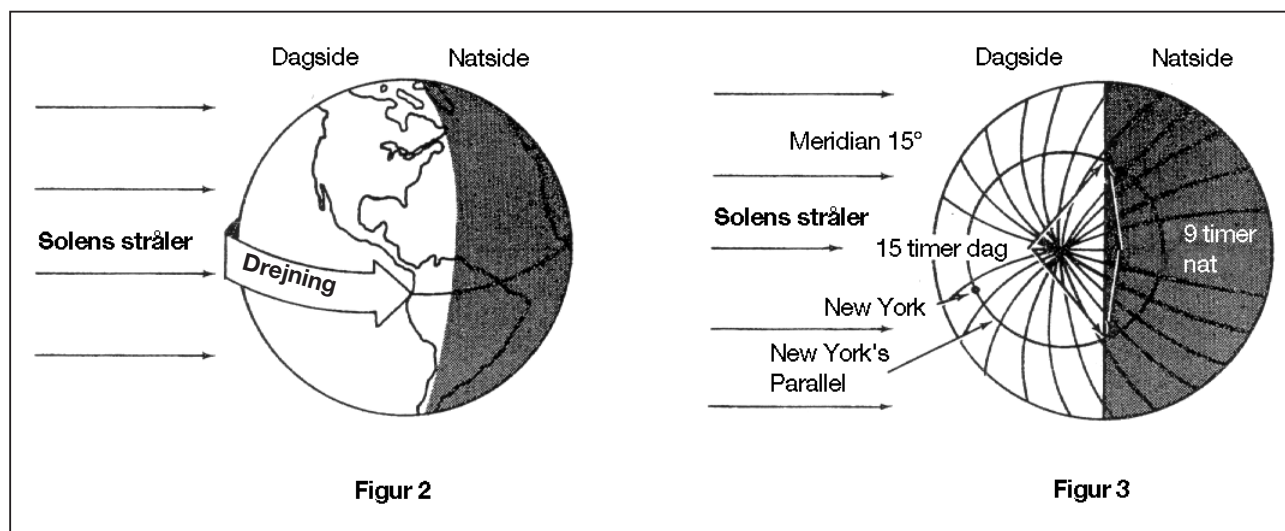 Dagside
Natside
Solens stråler
Drejning
Figur 2
Dagside
Natside
Meridian 15°
Solens stråler
15 timer dag
9 timer
nat
New York
New York's
Parallel
Figur 3